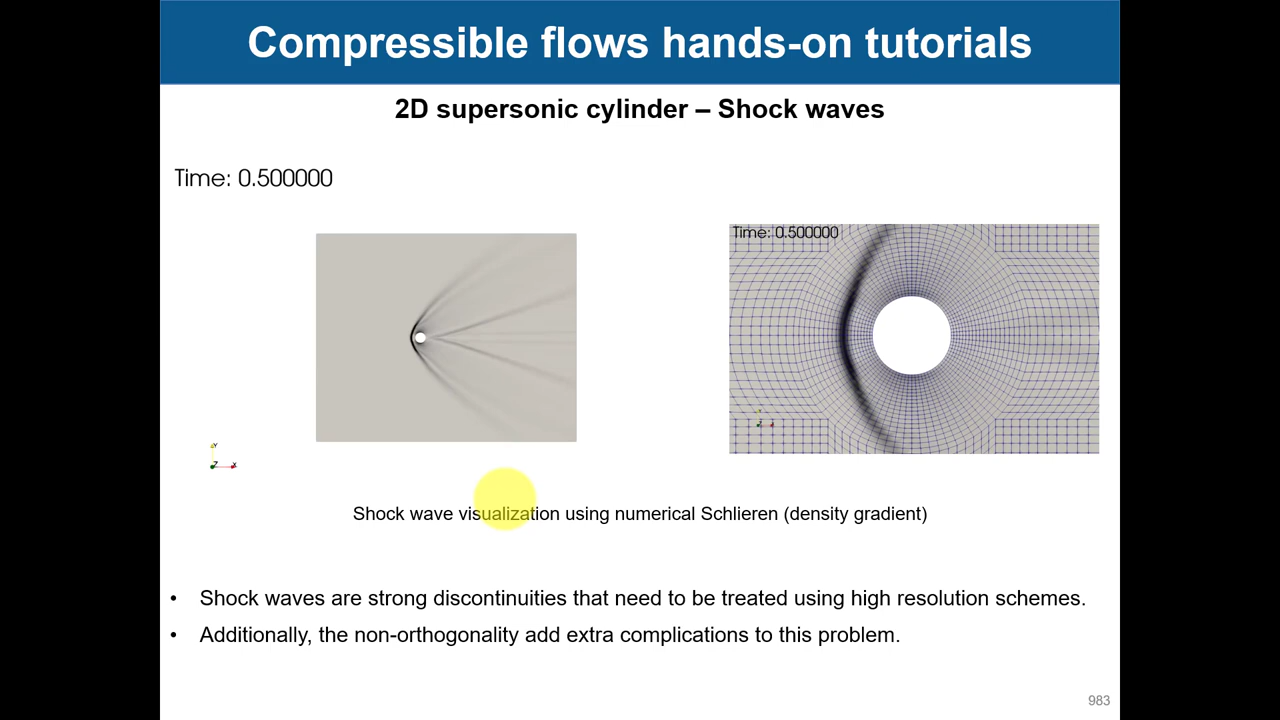 Compressible flows hands-on tutorials
2D supersonic cylinder – Shock waves
Time: 0.500000
Time: 0.500000
Y
Z
X
Shock wave visualization using numerical Schlieren (density gradient)
• Shock waves are strong discontinuities that need to be treated using high resolution schemes.
• Additionally, the non-orthogonality add extra complications to this problem.
983